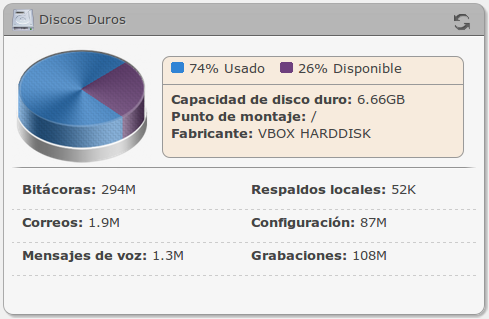 Discos Duros
74% Usado 26% Disponible
Capacidad de disco duro: 6.66GB
Punto de montaje: /
Fabricante: VBOX HARDDISK
Bitácoras: 294M Respaldos locales: 52K
Correos: 1.9M Configuración: 87M
Mensajes de voz: 1.3M Grabaciones: 108M